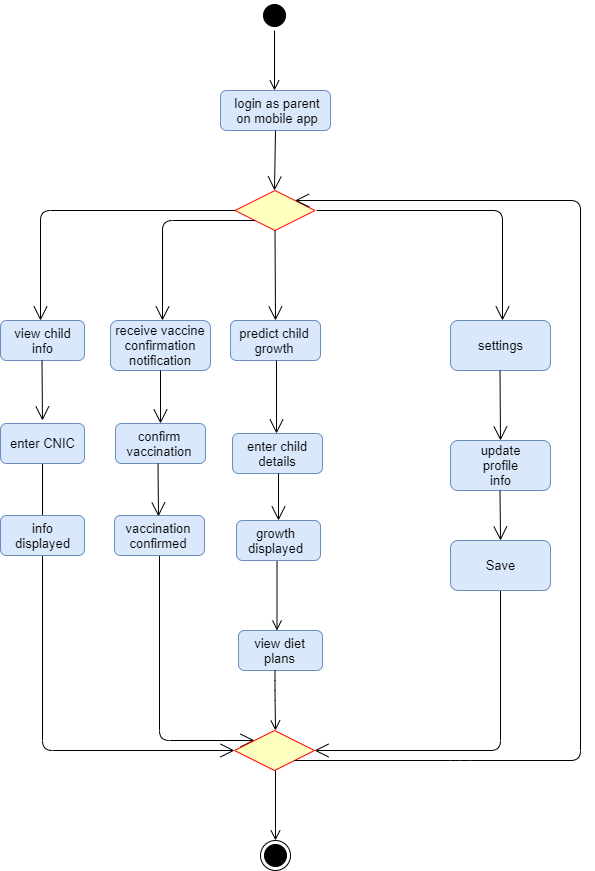 login as parent
on mobile app
view child
info
receive vaccine
confirmation
notification
predict child
growth
settings
enter CNIC
confirm
vaccination
enter child
details
update
profile
info
info
displayed
vaccination
confirmed
growth
displayed
Save
view diet
plans